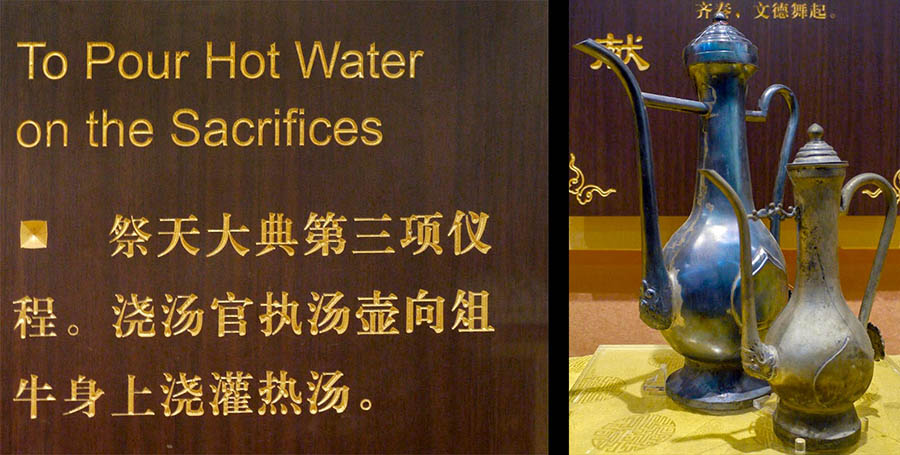 To Pour Hot Water
on the Sacrifices
祭天大典第三项仪
程。浇汤官执汤壶向俎
牛身上浇灌热汤。
齐奏，文德舞起。
献